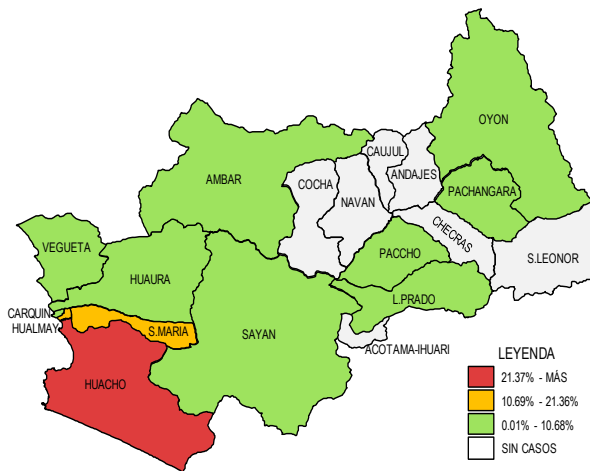 OYON
CAUJUL
ANDAJES
AMBAR
COCHA
NAVAN
PACHANGARA
CHECRAS
VEGUETA
PACCHO
S.LEONOR
HUAURA
L.PRADO
CARQUIN
HUALMAY
S.MARIA
SAYAN
ACOTAMA-IHUARI
HUACHO
LEYENDA
21.37% - MÁS
10.69% - 21.36%
0.01% - 10.68%
SIN CASOS